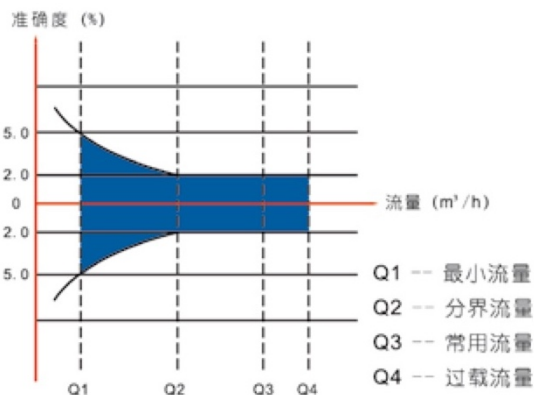 准确度 (%)
5.0
2.0
0
2.0
5.0
流量 (m³/h)
Q1 -- 最小流量
Q2 -- 分界流量
Q3 -- 常用流量
Q4 -- 过载流量
Q1 Q2 Q3 Q4